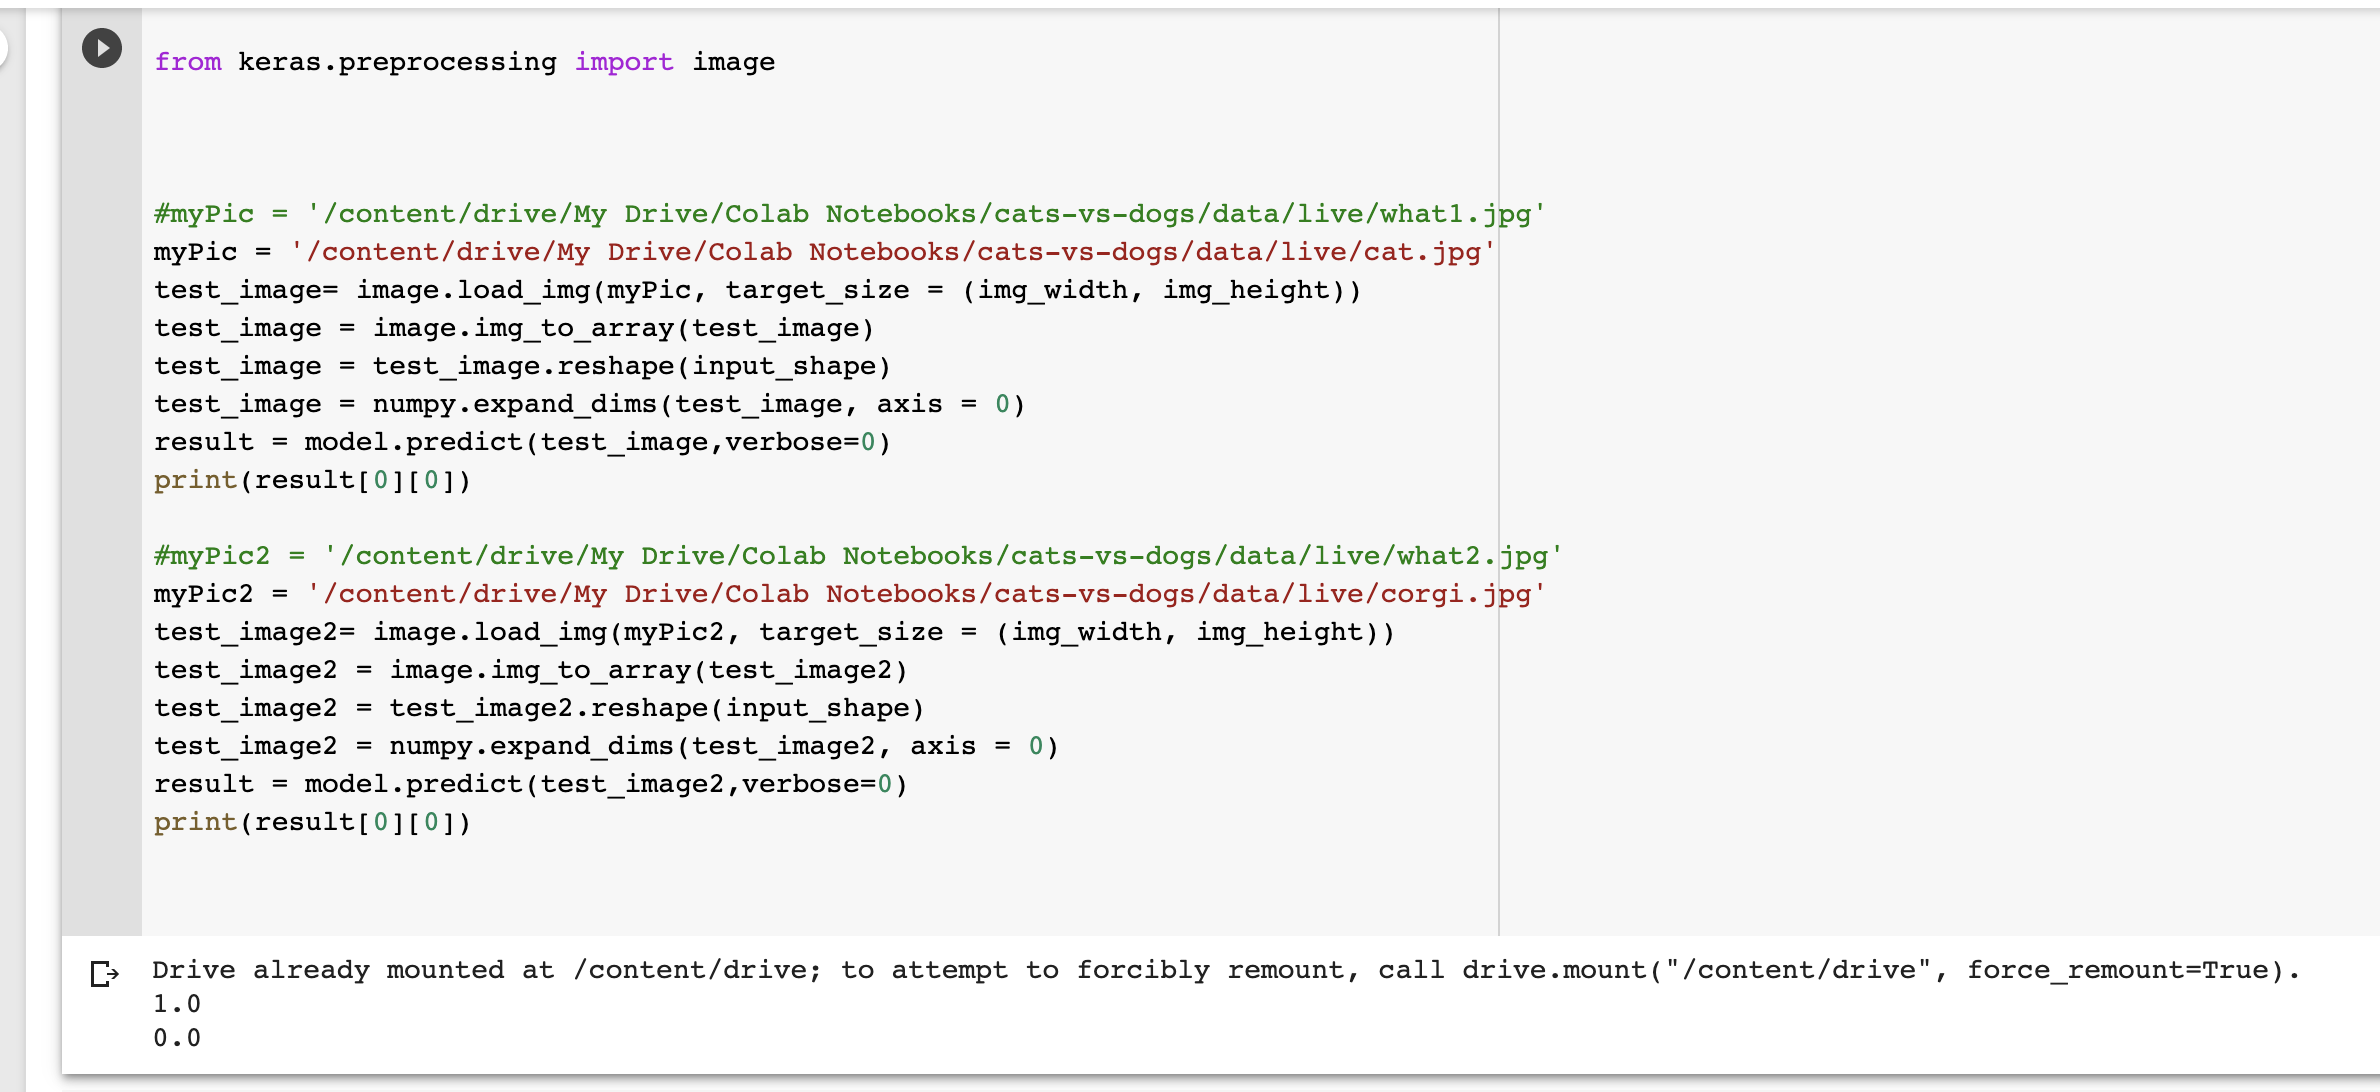 from keras.preprocessing import image
#myPic = '/content/drive/My Drive/Colab Notebooks/cats-vs-dogs/data/live/what1.jpg'
myPic = '/content/drive/My Drive/Colab Notebooks/cats-vs-dogs/data/live/cat.jpg'
test_image= image.load_img(myPic, target_size = (img_width, img_height))
test_image = image.img_to_array(test_image)
test_image = test_image.reshape(input_shape)
test_image = numpy.expand_dims(test_image, axis = 0)
result = model.predict(test_image,verbose=0)
print(result[0][0])
#myPic2 = '/content/drive/My Drive/Colab Notebooks/cats-vs-dogs/data/live/what2.jpg'
myPic2 = '/content/drive/My Drive/Colab Notebooks/cats-vs-dogs/data/live/corgi.jpg'
test_image2= image.load_img(myPic2, target_size = (img_width, img_height))
test_image2 = image.img_to_array(test_image2)
test_image2 = test_image2.reshape(input_shape)
test_image2 = numpy.expand_dims(test_image2, axis = 0)
result = model.predict(test_image2,verbose=0)
print(result[0][0])
Drive already mounted at /content/drive; to attempt to forcibly remount, call drive.mount("/content/drive", force_remount=True).
1.0
0.0